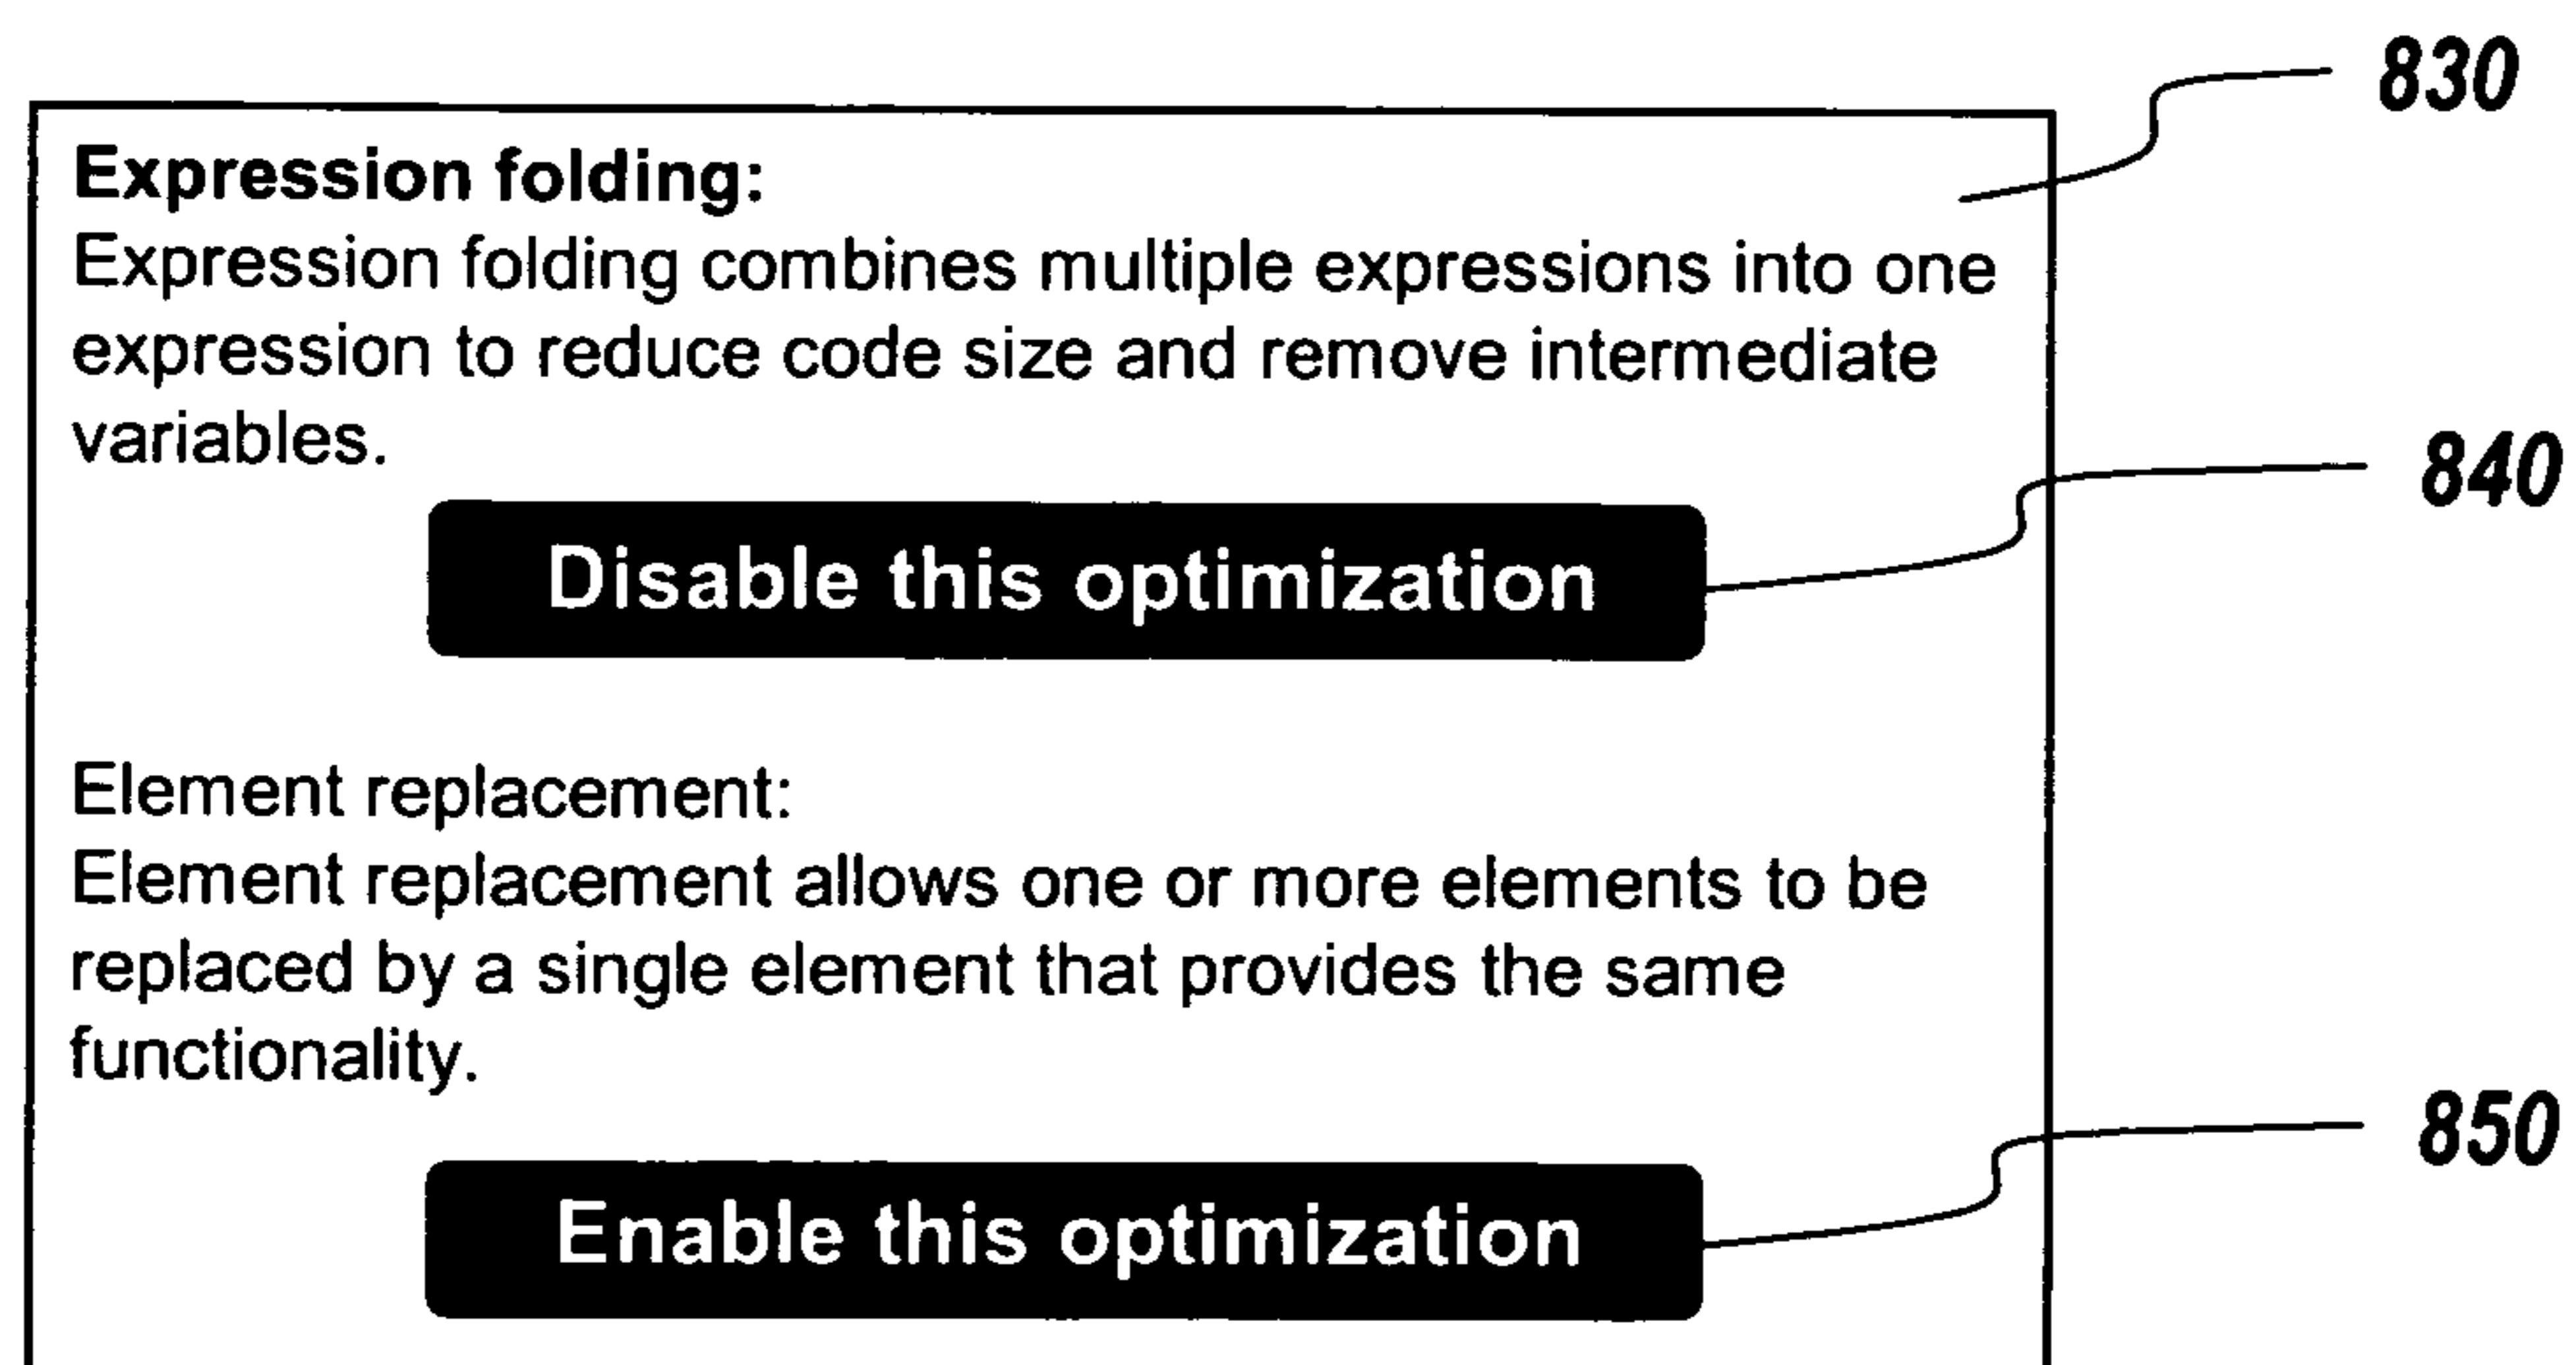 830
Expression folding:
Expression folding combines multiple expressions into one
expression to reduce code size and remove intermediate
variables.
840
Disable this optimization
Element replacement:
Element replacement allows one or more elements to be
replaced by a single element that provides the same
functionality.
850
Enable this optimization